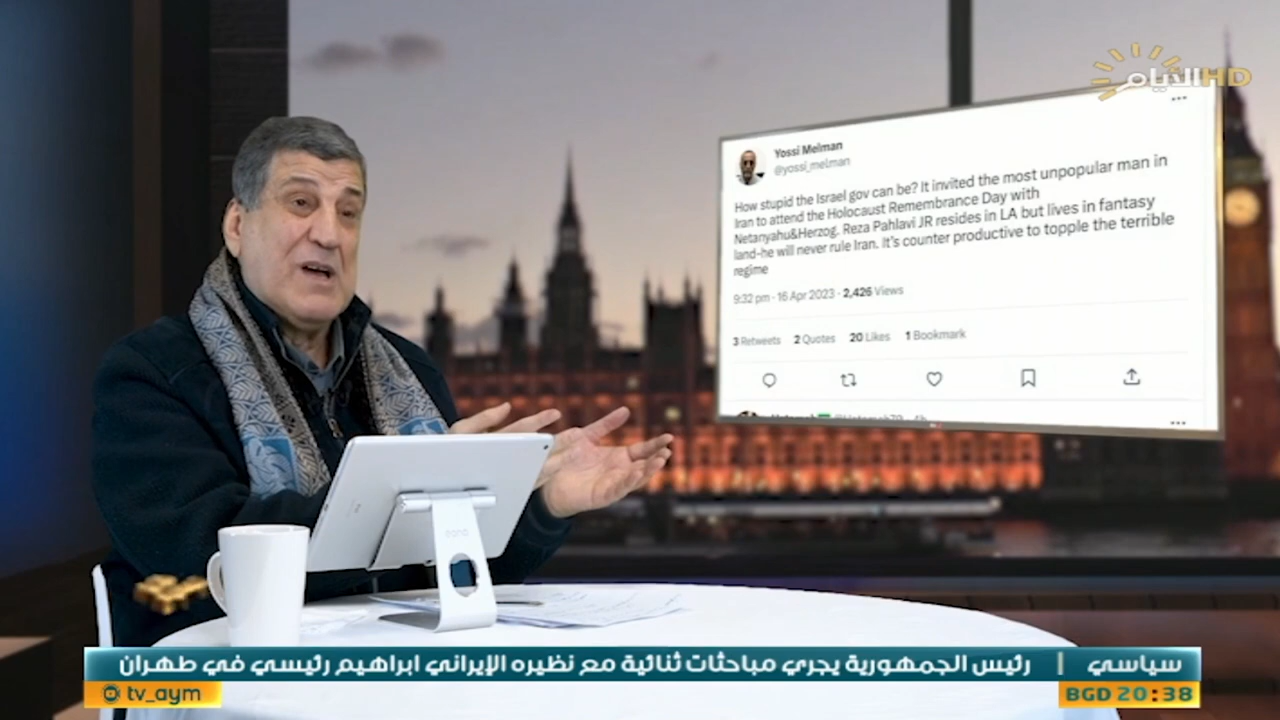 الأيام HD
Yossi Melman
@yossi_melman
How stupid the Israel gov can be? It invited the most unpopular man in
Iran to attend the Holocaust Remembrance Day with
Netanyahu&Herzog. Reza Pahlavi JR resides in LA but lives in fantasy
land-he will never rule Iran. It's counter productive to topple the terrible
regime
9:32 pm · 16 Apr 2023 · 2,426 Views
3 Retweets 2 Quotes 20 Likes 1 Bookmark
سياسي | رئيس الجمهورية يجري مباحثات ثنائية مع نظيره الإيراني ابراهيم رئيسي في طهران
tv_aym
BGD 20:38